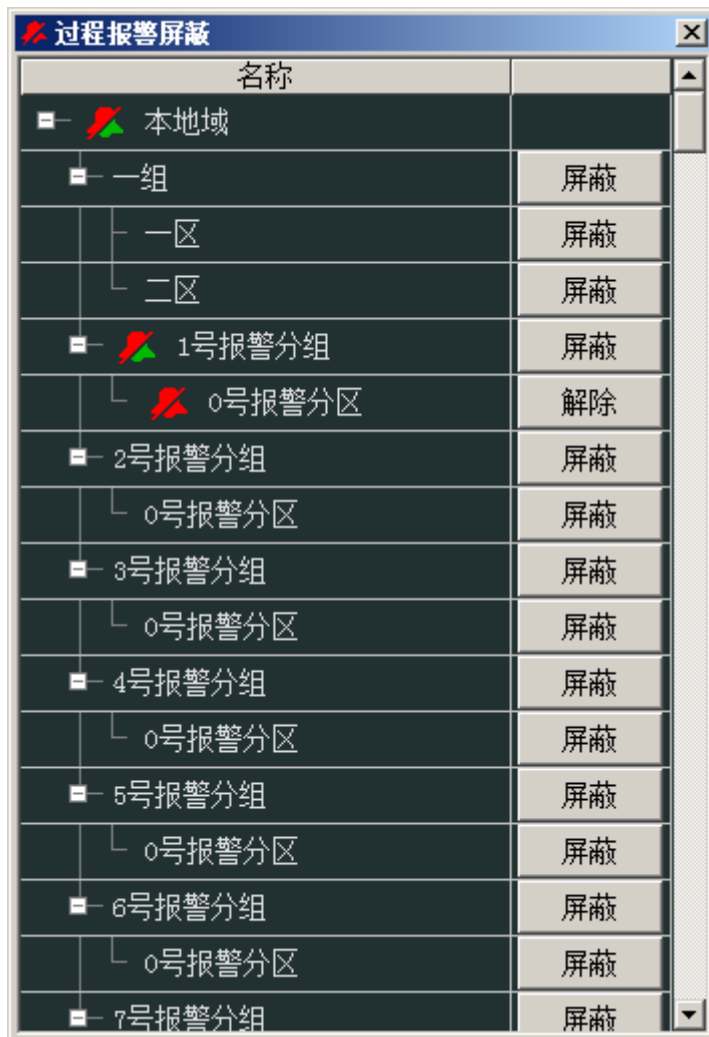 过程报警屏蔽
名称
本地域
一组 屏蔽
一区 屏蔽
二区 屏蔽
1号报警分组 屏蔽
0号报警分区 解除
2号报警分组 屏蔽
0号报警分区 屏蔽
3号报警分组 屏蔽
0号报警分区 屏蔽
4号报警分组 屏蔽
0号报警分区 屏蔽
5号报警分组 屏蔽
0号报警分区 屏蔽
6号报警分组 屏蔽
0号报警分区 屏蔽
7号报警分组 屏蔽